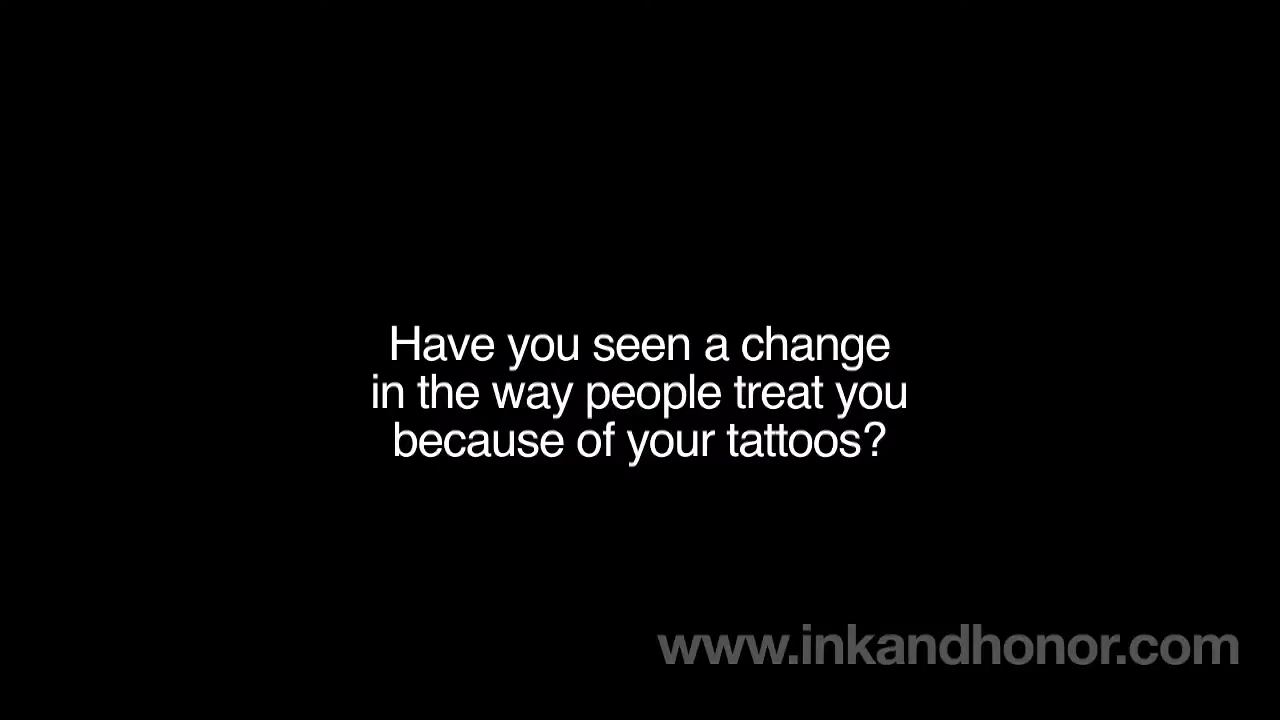 Have you seen a change
in the way people treat you
because of your tattoos?
www.inkandhonor.com